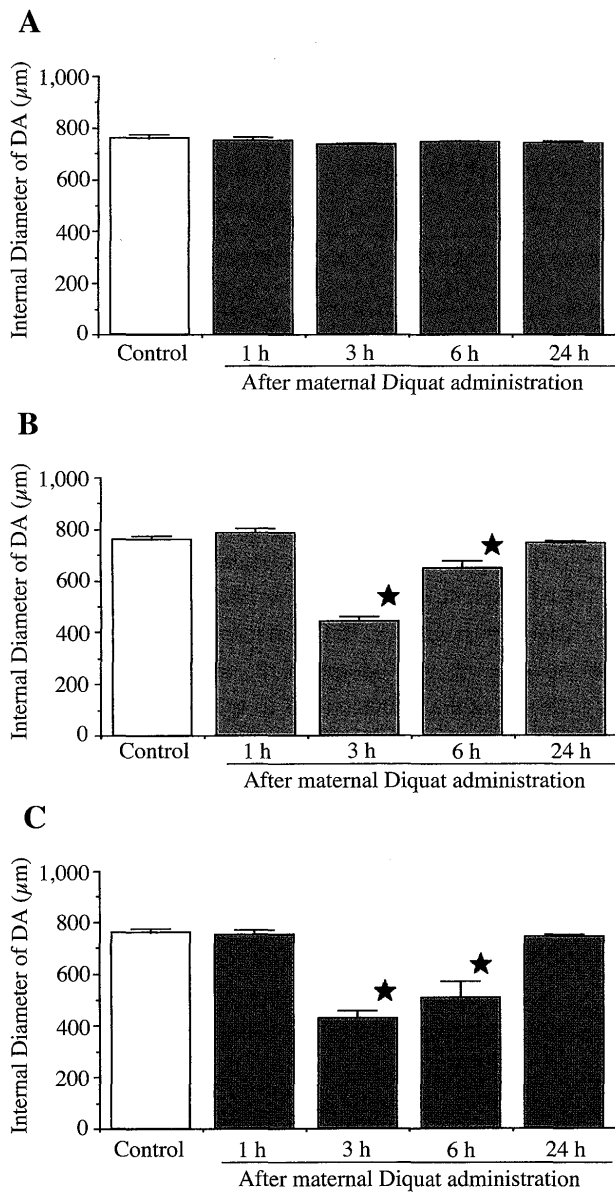 A
Internal Diameter of DA (μm)
1,000
800
600
400
200
0
Control
1 h
3 h
6 h
24 h
After maternal Diquat administration
B
Internal Diameter of DA (μm)
1,000
800
600
400
200
0
Control
1 h
3 h
6 h
24 h
After maternal Diquat administration
C
Internal Diameter of DA (μm)
1,000
800
600
400
200
0
Control
1 h
3 h
6 h
24 h
After maternal Diquat administration